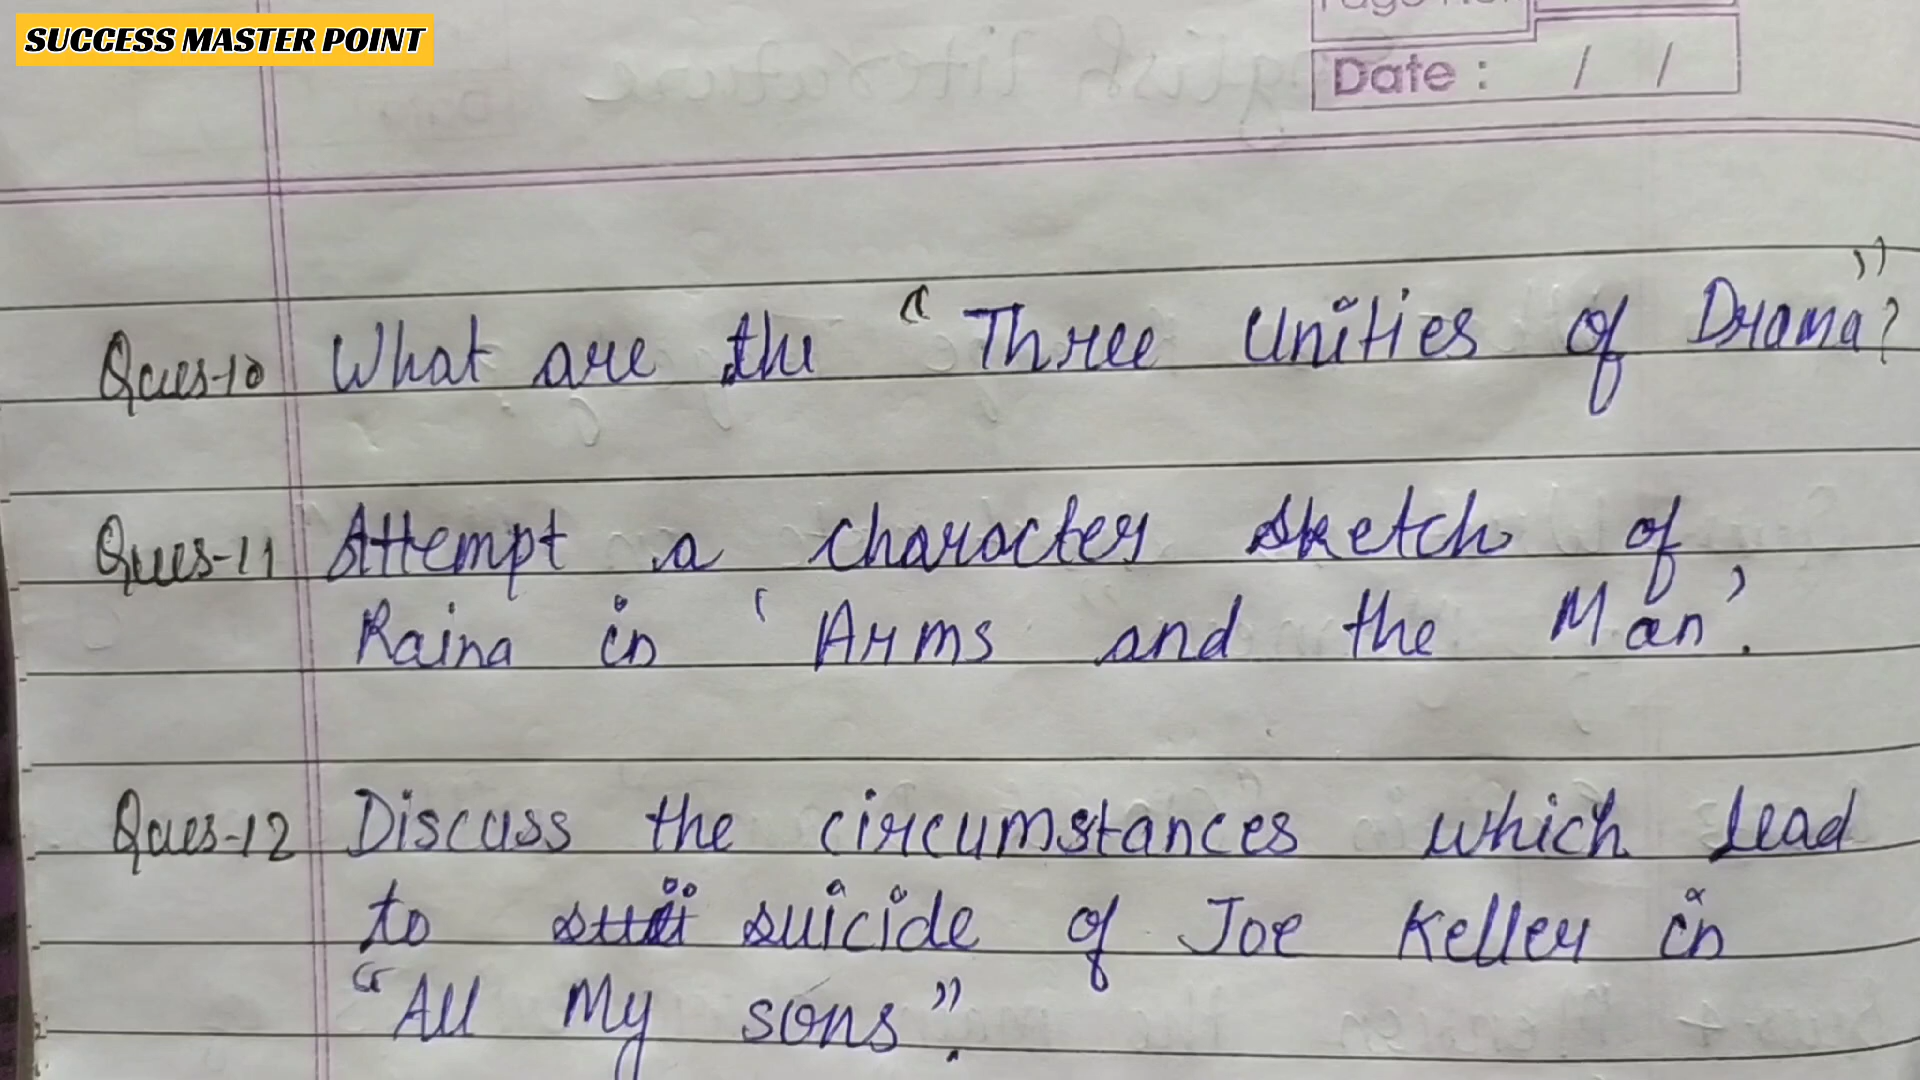 SUCCESS MASTER POINT
Date : / /
Ques-10 What are the "Three Unities of Drama"?
Ques-11 Attempt a character sketch of
Raina in 'Arms and the Man'.
Ques-12 Discuss the circumstances which lead
to suicide of Joe Keller in
"All My sons".